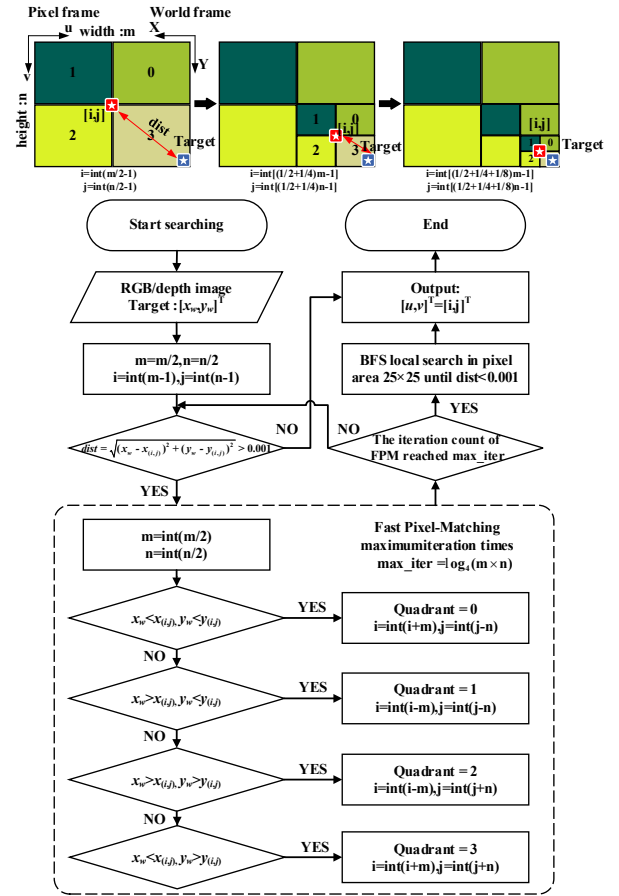 Pixel frame
World frame
u
width :m
X
v
Y
height :n
1
0
[i,j]
2
dist
3
Target
1
0
[i,j]
2
3
Target
[i,j]
1
0
2
Target
i=int(m/2-1)
j=int(n/2-1)
i=int[(1/2+1/4)m-1]
j=int[(1/2+1/4)n-1]
i=int[(1/2+1/4+1/8)m-1]
j=int[(1/2+1/4+1/8)n-1]
Start searching
End
RGB/depth image
Target :[x_w,y_w]^T
Output:
[u,v]^T=[i,j]^T
m=m/2,n=n/2
i=int(m-1),j=int(n-1)
BFS local search in pixel
area 25×25 until dist<0.001
NO
NO
YES
dist = √((x_w - x_(i,j))^2 + (y_w - y_(i,j))^2) > 0.001
The iteration count of
FPM reached max_iter
YES
m=int(m/2)
n=int(n/2)
Fast Pixel-Matching
maximumiteration times
max_iter =log_4(m×n)
x_w<x_(i,j), y_w<y_(i,j)
YES
Quadrant = 0
i=int(i+m),j=int(j-n)
NO
x_w>x_(i,j), y_w<y_(i,j)
YES
Quadrant = 1
i=int(i-m),j=int(j-n)
NO
x_w>x_(i,j), y_w>y_(i,j)
YES
Quadrant = 2
i=int(i-m),j=int(j+n)
NO
x_w<x_(i,j), y_w>y_(i,j)
YES
Quadrant = 3
i=int(i+m),j=int(j+n)